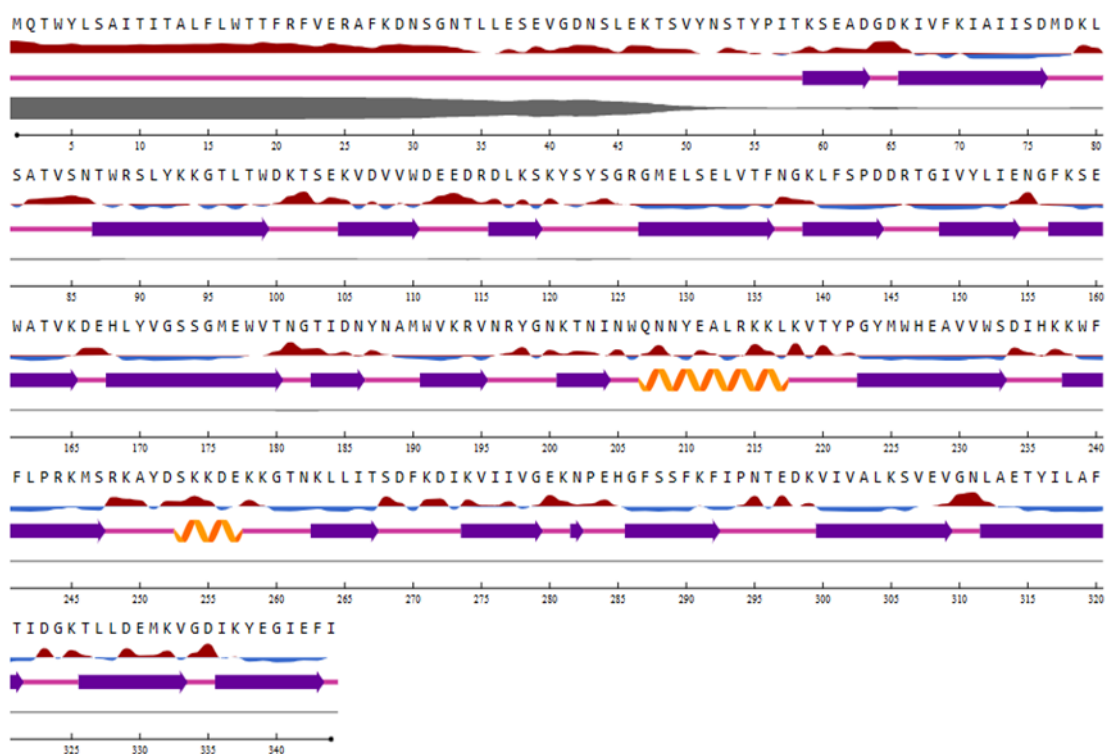 MQTWYLSAITITALFLWTTFRFVERAFKDNSGNTLLESEVGDNSLEKTSVYNSTYPITKSEADGDKIVFKIAIISDMDKL
5 10 15 20 25 30 35 40 45 50 55 60 65 70 75 80
SATVSNTWRSLYKKGTLTWDKTSEKVDVVWDEEDRDLKSKYSYSGRGMELSELVTFNGKLFSPDDRTGIVYLIENGFKSE
85 90 95 100 105 110 115 120 125 130 135 140 145 150 155 160
WATVKDEHLYVGSSGMEWVTNGTIDNYNAMWVKRVNRYGNKTNINWQNNYEALRKKLKVTYPGYMWHEAVVWSDIHKKWF
165 170 175 180 185 190 195 200 205 210 215 220 225 230 235 240
FLPRKMSRKAYDSKKDEKKGTNKLLITSDFKDIKVIIVGEKNPEHGFSSFKFIPNTEDKVIVALKSVEVGNLAETYILAF
245 250 255 260 265 270 275 280 285 290 295 300 305 310 315 320
TIDGKTLLDEMKVGDIKYEGIEFI
325 330 335 340